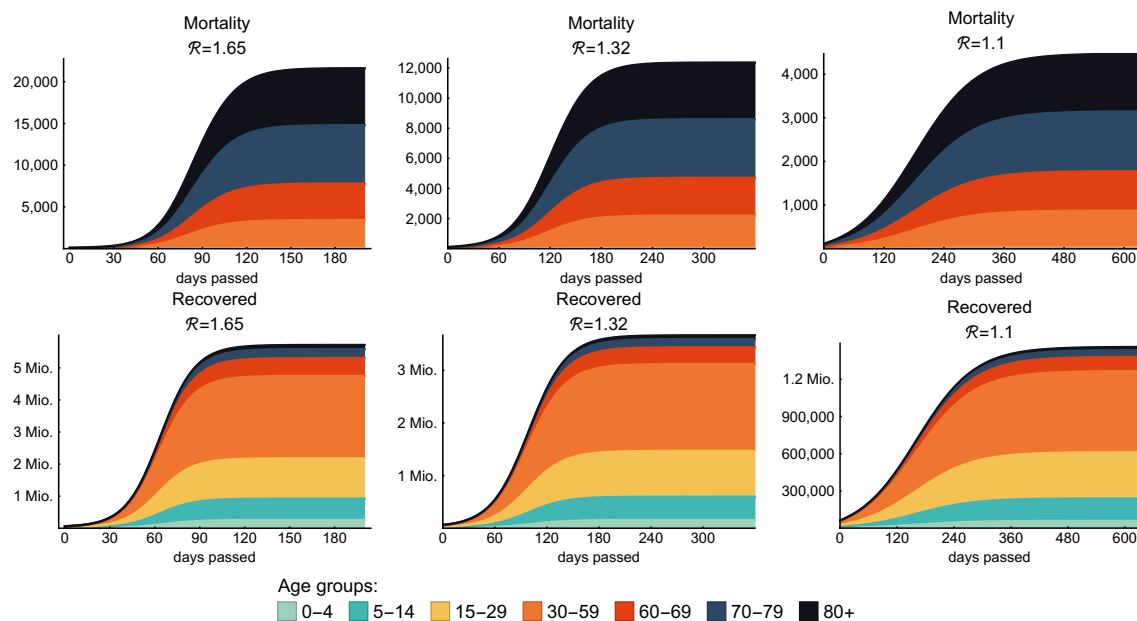 Mortality
ℛ=1.65
20,000
15,000
10,000
5,000
0 30 60 90 120 150 180
days passed
Mortality
ℛ=1.32
12,000
10,000
8,000
6,000
4,000
2,000
0 60 120 180 240 300
days passed
Mortality
ℛ=1.1
4,000
3,000
2,000
1,000
0 120 240 360 480 600
days passed
Recovered
ℛ=1.65
5 Mio.
4 Mio.
3 Mio.
2 Mio.
1 Mio.
0 30 60 90 120 150 180
days passed
Recovered
ℛ=1.32
3 Mio.
2 Mio.
1 Mio.
0 60 120 180 240 300
days passed
Recovered
ℛ=1.1
1.2 Mio.
900,000
600,000
300,000
0 120 240 360 480 600
days passed
Age groups:
0−4 5−14 15−29 30−59 60−69 70−79 80+